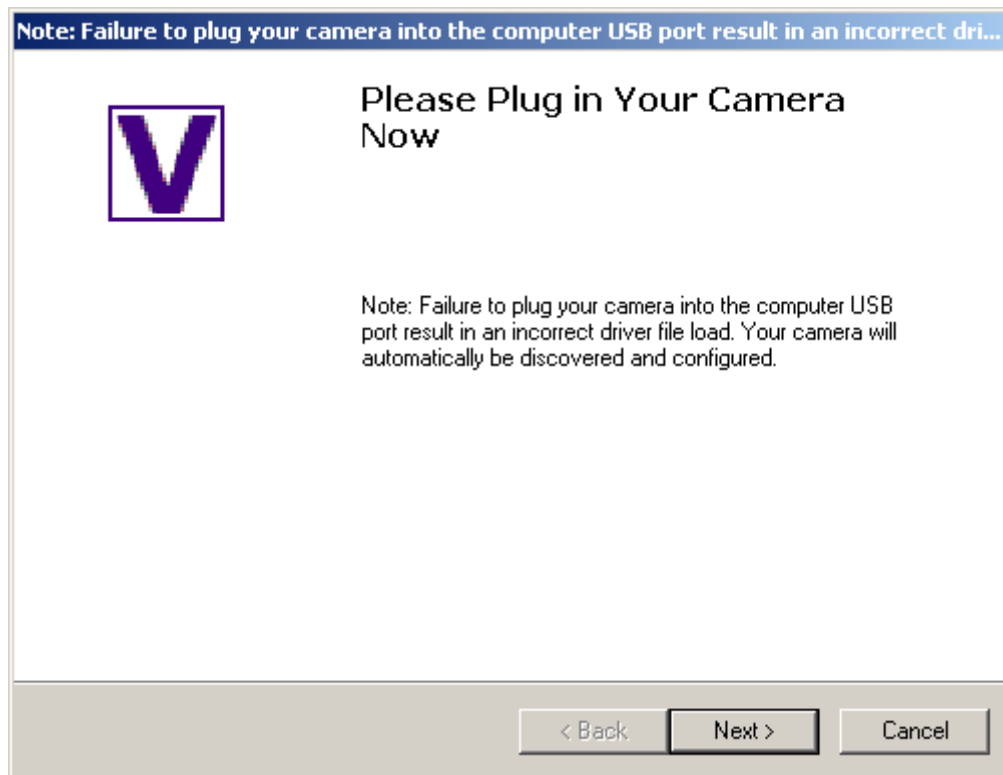 Note: Failure to plug your camera into the computer USB port result in an incorrect dri...
V
Please Plug in Your Camera
Now
Note: Failure to plug your camera into the computer USB
port result in an incorrect driver file load. Your camera will
automatically be discovered and configured.
< Back
Next >
Cancel